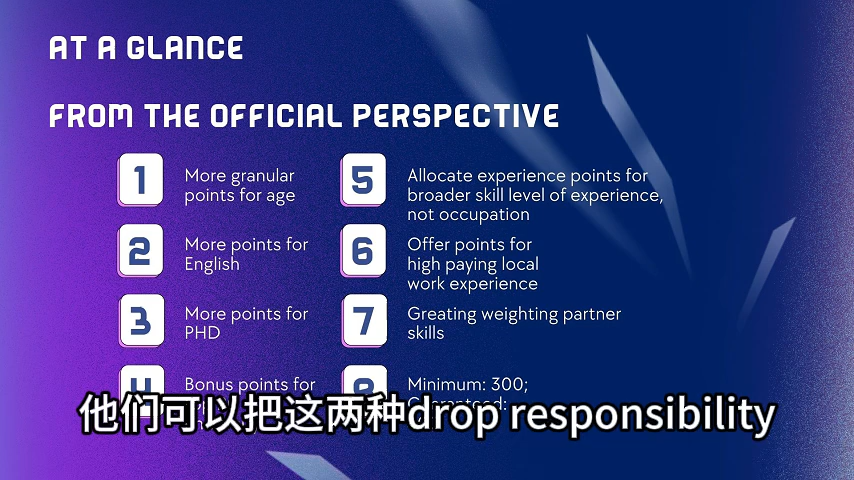 AT A GLANCE
FROM THE OFFICIAL PERSPECTIVE
1
More granular
points for age
2
More points for
English
3
More points for
PHD
4
Bonus points for
5
Allocate experience points for
broader skill level of experience,
not occupation
6
Offer points for
high paying local
work experience
7
Greating weighting partner
skills
8
Minimum: 300;
Guaranteed:
他们可以把这两种drop responsibility